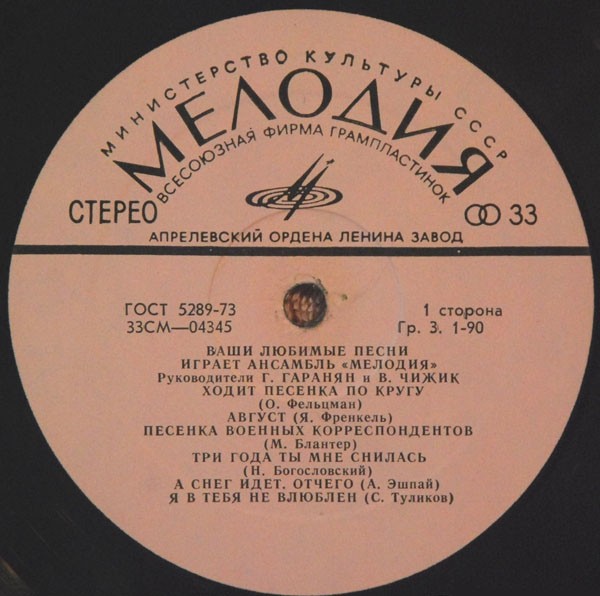 МИНИСТЕРСТВО КУЛЬТУРЫ СССР
МЕЛОДИЯ
ВСЕСОЮЗНАЯ ФИРМА ГРАМПЛАСТИНОК
СТЕРЕО
33
АПРЕЛЕВСКИЙ ОРДЕНА ЛЕНИНА ЗАВОД
ГОСТ 5289-73
1 сторона
33СМ—04345
Гр. 3. 1-90
ВАШИ ЛЮБИМЫЕ ПЕСНИ
ИГРАЕТ АНСАМБЛЬ «МЕЛОДИЯ»
Руководители Г. ГАРАНЯН и В. ЧИЖИК
ХОДИТ ПЕСЕНКА ПО КРУГУ
(О. Фельцман)
АВГУСТ (Я. Френкель)
ПЕСЕНКА ВОЕННЫХ КОРРЕСПОНДЕНТОВ
(М. Блантер)
ТРИ ГОДА ТЫ МНЕ СНИЛАСЬ
(Н. Богословский)
А СНЕГ ИДЕТ. ОТЧЕГО (А. Эшпай)
Я В ТЕБЯ НЕ ВЛЮБЛЕН (С. Туликов)